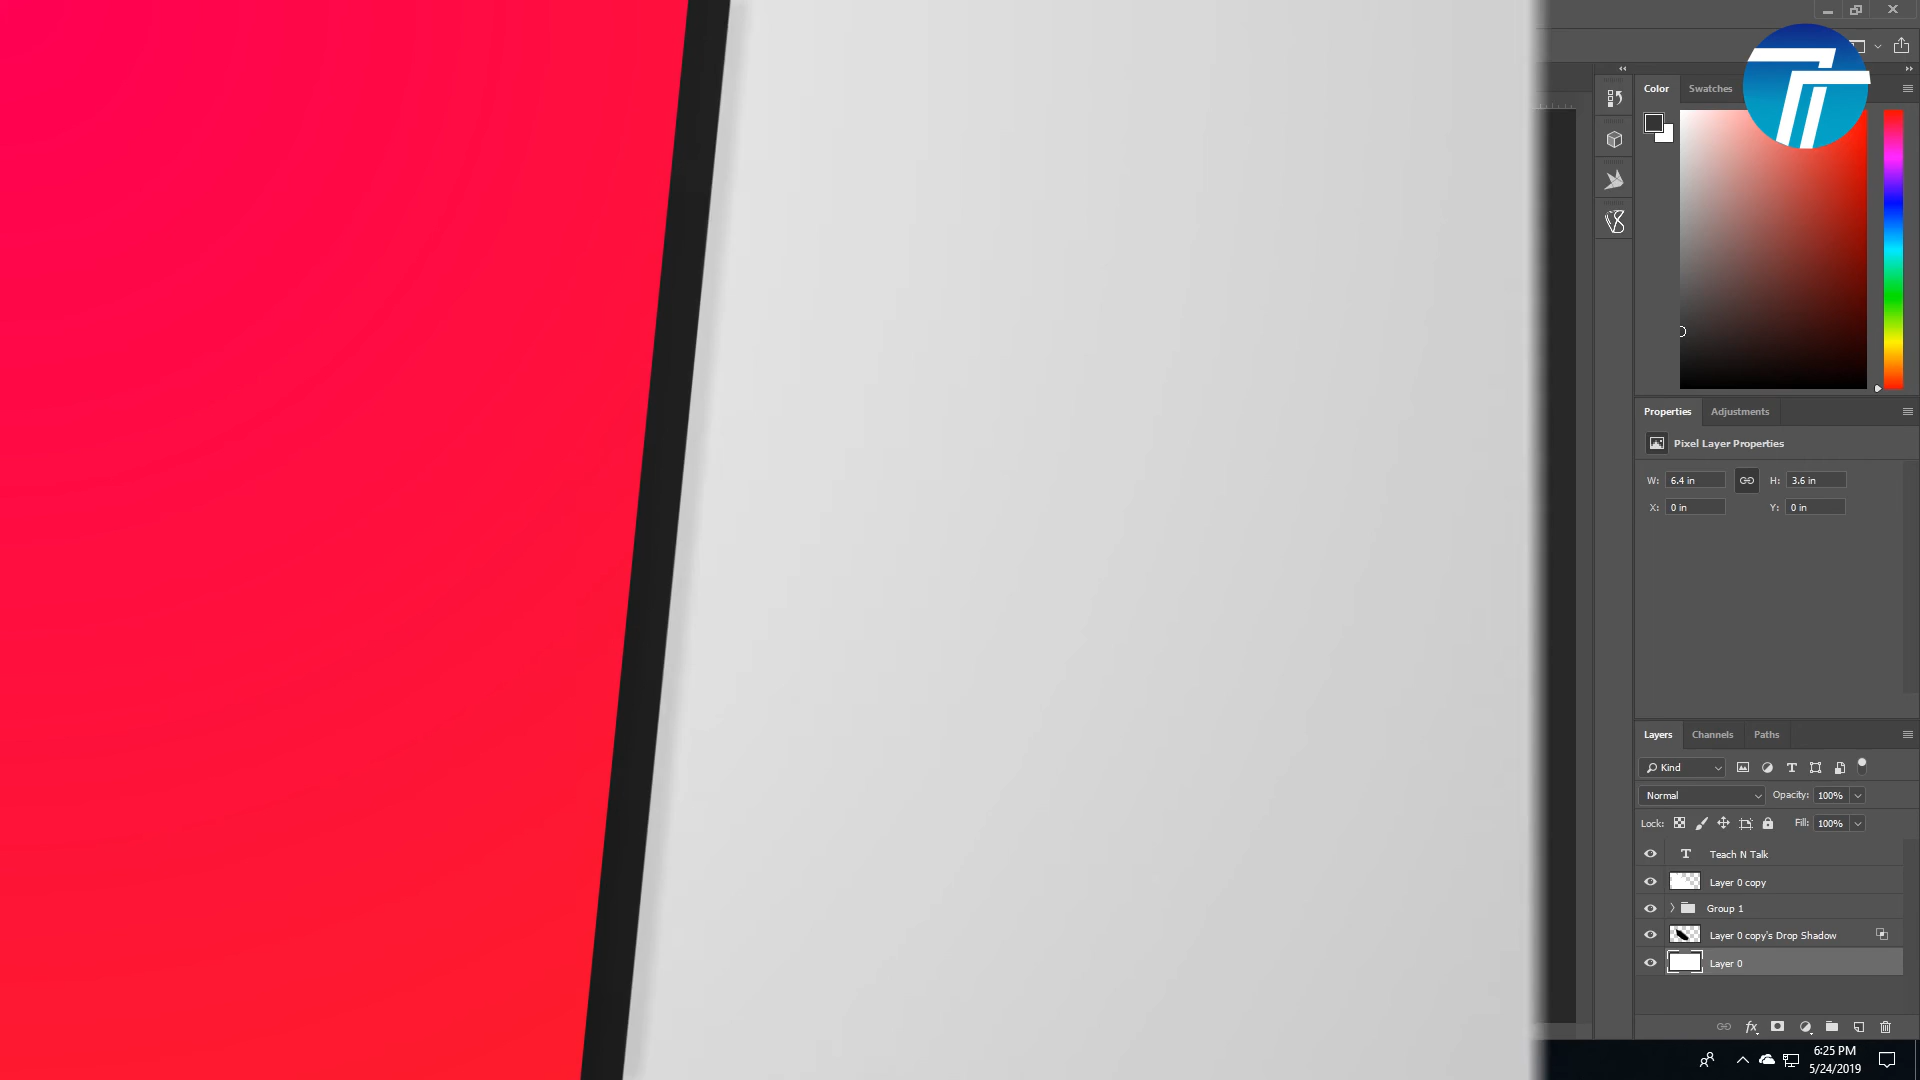 Color Swatches
Properties Adjustments
Pixel Layer Properties
W: 6.4 in H: 3.6 in
X: 0 in Y: 0 in
Layers Channels Paths
Kind T
Normal Opacity: 100%
Lock: Fill: 100%
T Teach N Talk
Layer 0 copy
Group 1
Layer 0 copy's Drop Shadow
Layer 0
fx
6:25 PM
5/24/2019